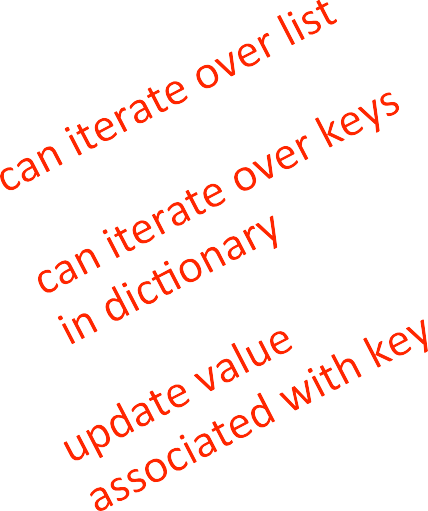 can iterate over list
can iterate over keys
in dictionary
update value
associated with key